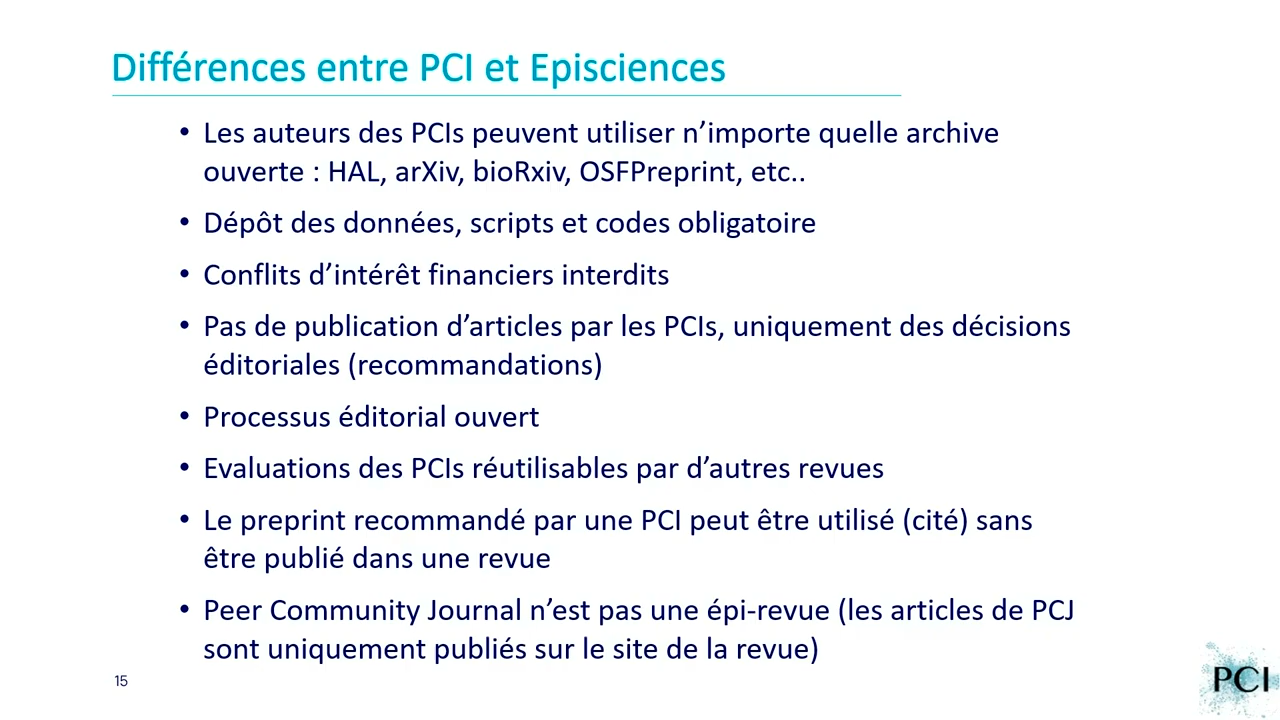 Différences entre PCI et Episciences
• Les auteurs des PCIs peuvent utiliser n’importe quelle archive
ouverte : HAL, arXiv, bioRxiv, OSFPreprint, etc..
• Dépôt des données, scripts et codes obligatoire
• Conflits d’intérêt financiers interdits
• Pas de publication d’articles par les PCIs, uniquement des décisions
éditoriales (recommandations)
• Processus éditorial ouvert
• Evaluations des PCIs réutilisables par d’autres revues
• Le preprint recommandé par une PCI peut être utilisé (cité) sans
être publié dans une revue
• Peer Community Journal n’est pas une épi-revue (les articles de PCJ
sont uniquement publiés sur le site de la revue)
15
PCI